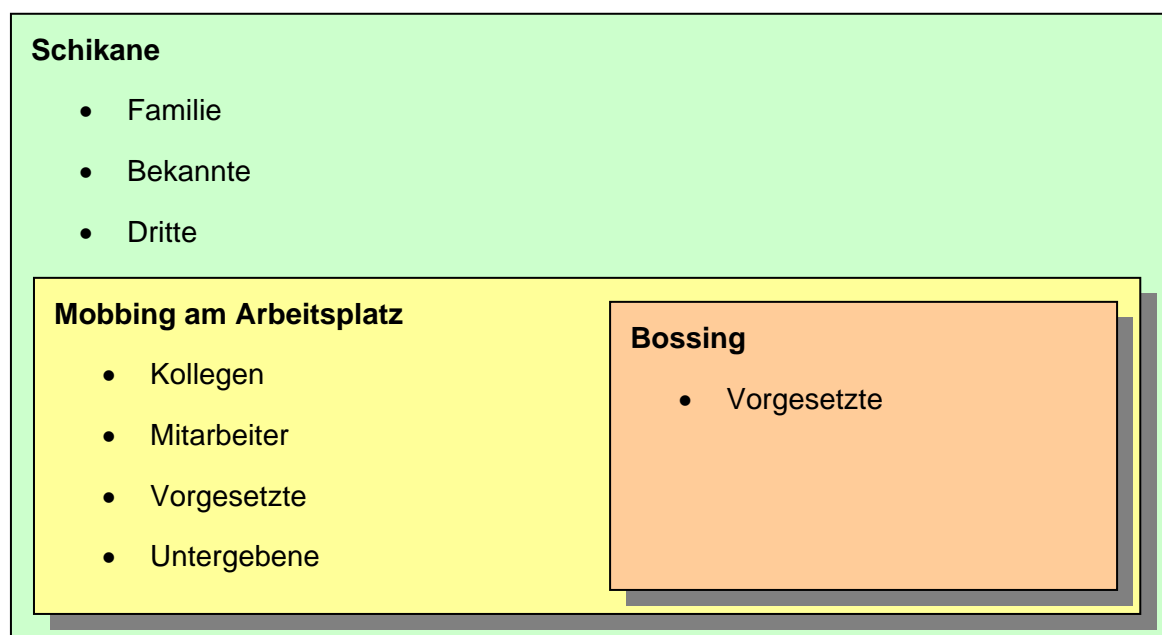 Schikane
• Familie
• Bekannte
• Dritte
Mobbing am Arbeitsplatz
• Kollegen
• Mitarbeiter
• Vorgesetzte
• Untergebene
Bossing
• Vorgesetzte